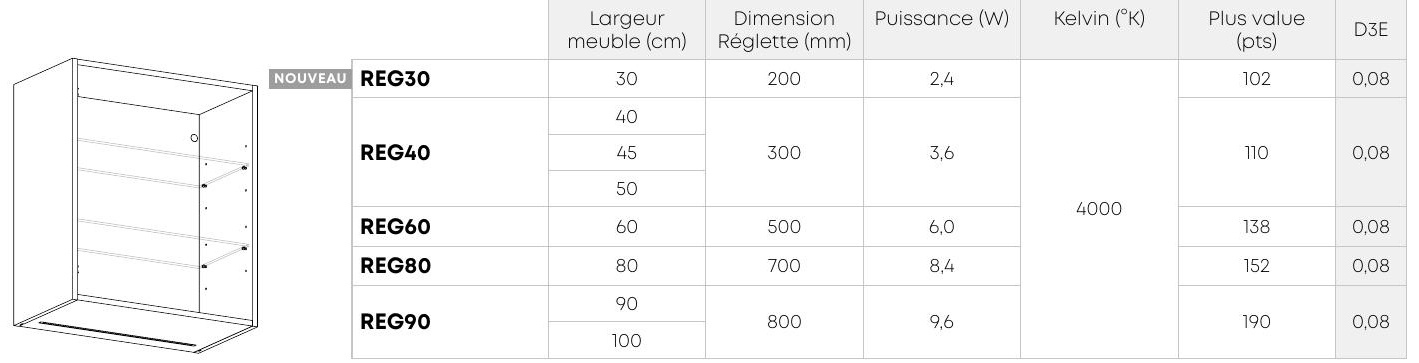 Largeur meuble (cm) Dimension Réglette (mm) Puissance (W) Kelvin (°K) Plus value (pts) D3E
NOUVEAU REG30 30 200 2,4 4000 102 0,08
REG40 40 45 50 300 3,6 110 0,08
REG60 60 500 6,0 138 0,08
REG80 80 700 8,4 152 0,08
REG90 90 100 800 9,6 190 0,08